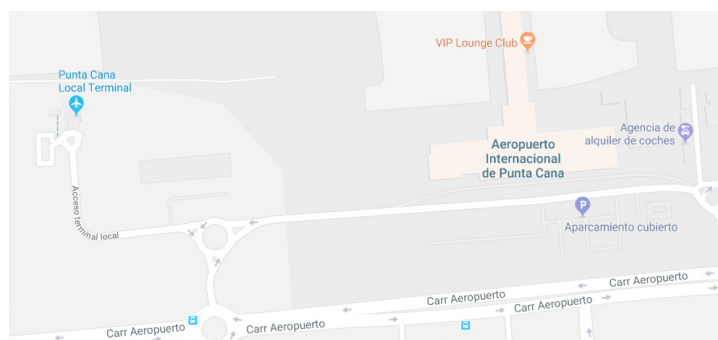 VIP Lounge Club
Punta Cana
Local Terminal
Agencia de
alquiler de coches
Aeropuerto
Internacional
de Punta Cana
Acceso terminal local
P
Aparcamiento cubierto
Carr Aeropuerto
Carr Aeropuerto
Carr Aeropuerto
Carr Aeropuerto
Carr Aeropuerto